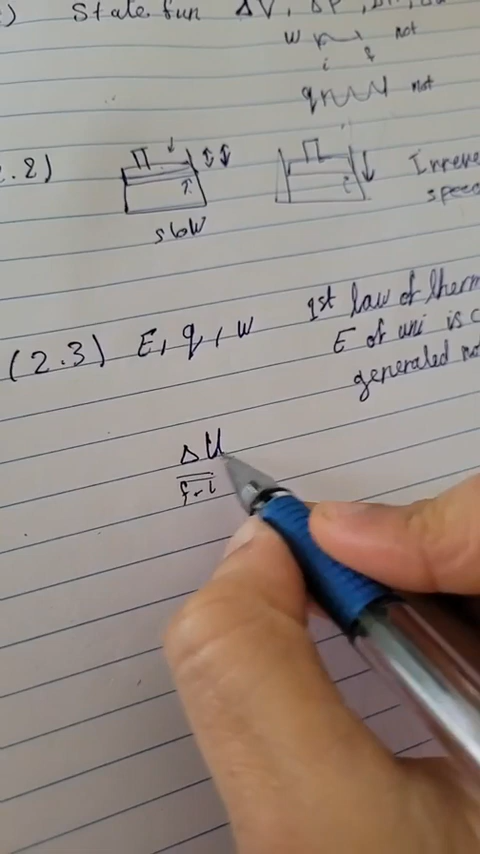 State fun ΔV, ΔP
w not
i f
q not
2.2)
slow
Irreve
speed
(2.3) E, q, w 1st law of therm
E of uni is c
generated not
ΔU
f-i